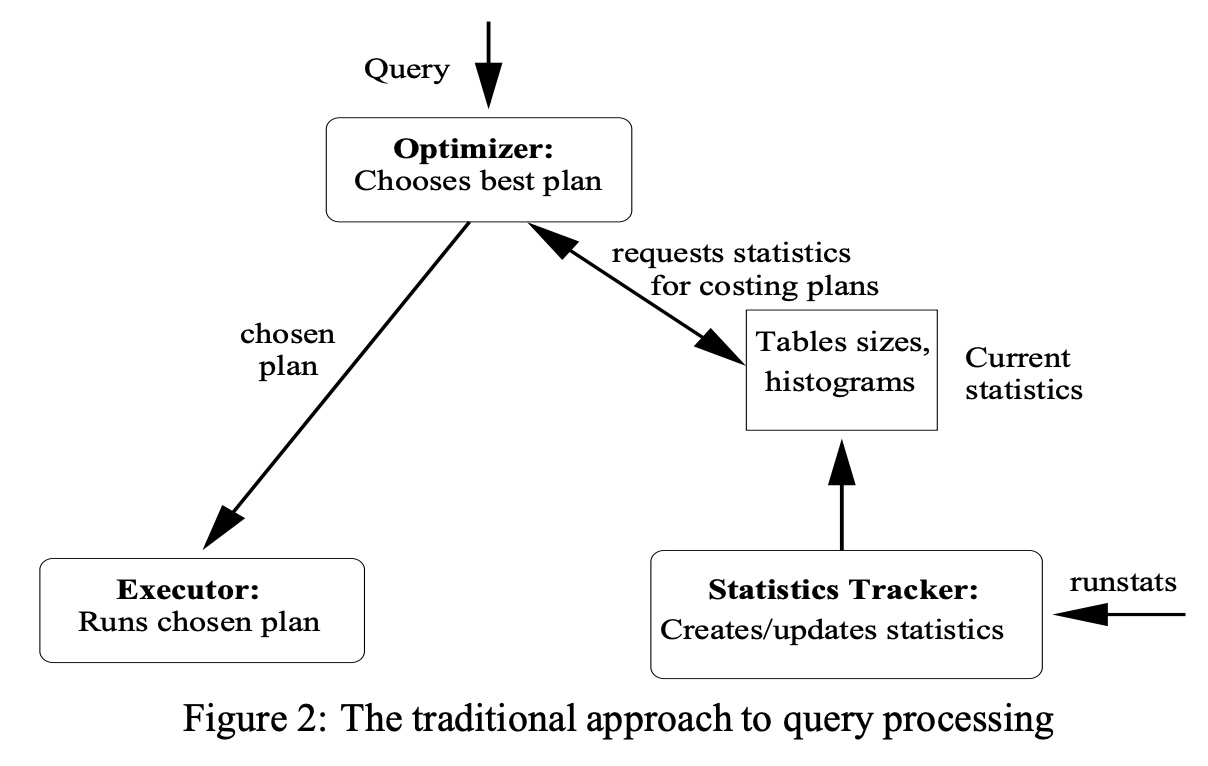 Query
Optimizer:
Chooses best plan
requests statistics
for costing plans
chosen
plan
Tables sizes,
histograms
Current
statistics
Executor:
Runs chosen plan
Statistics Tracker:
Creates/updates statistics
runstats
Figure 2: The traditional approach to query processing